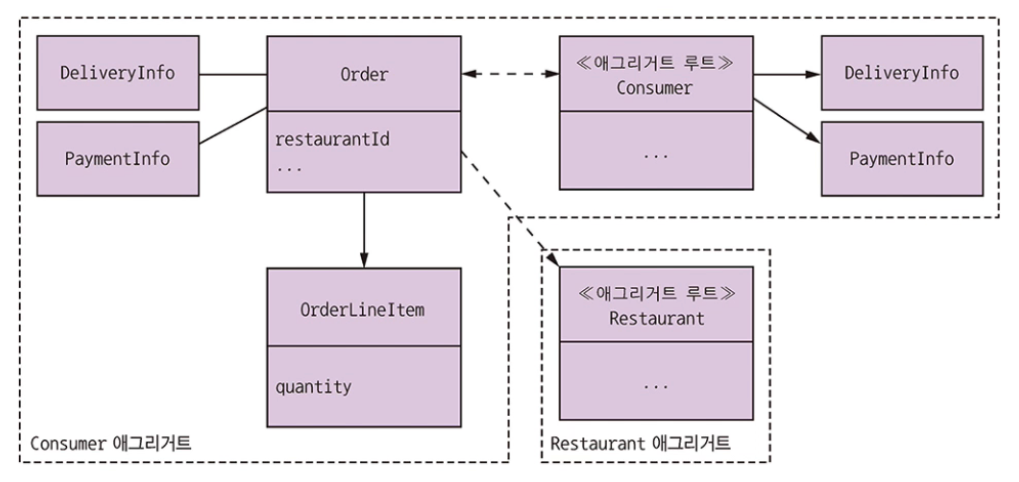 DeliveryInfo
PaymentInfo
Order
restaurantId
...
≪애그리거트 루트≫
Consumer
...
DeliveryInfo
PaymentInfo
OrderLineItem
quantity
≪애그리거트 루트≫
Restaurant
...
Consumer 애그리거트
Restaurant 애그리거트